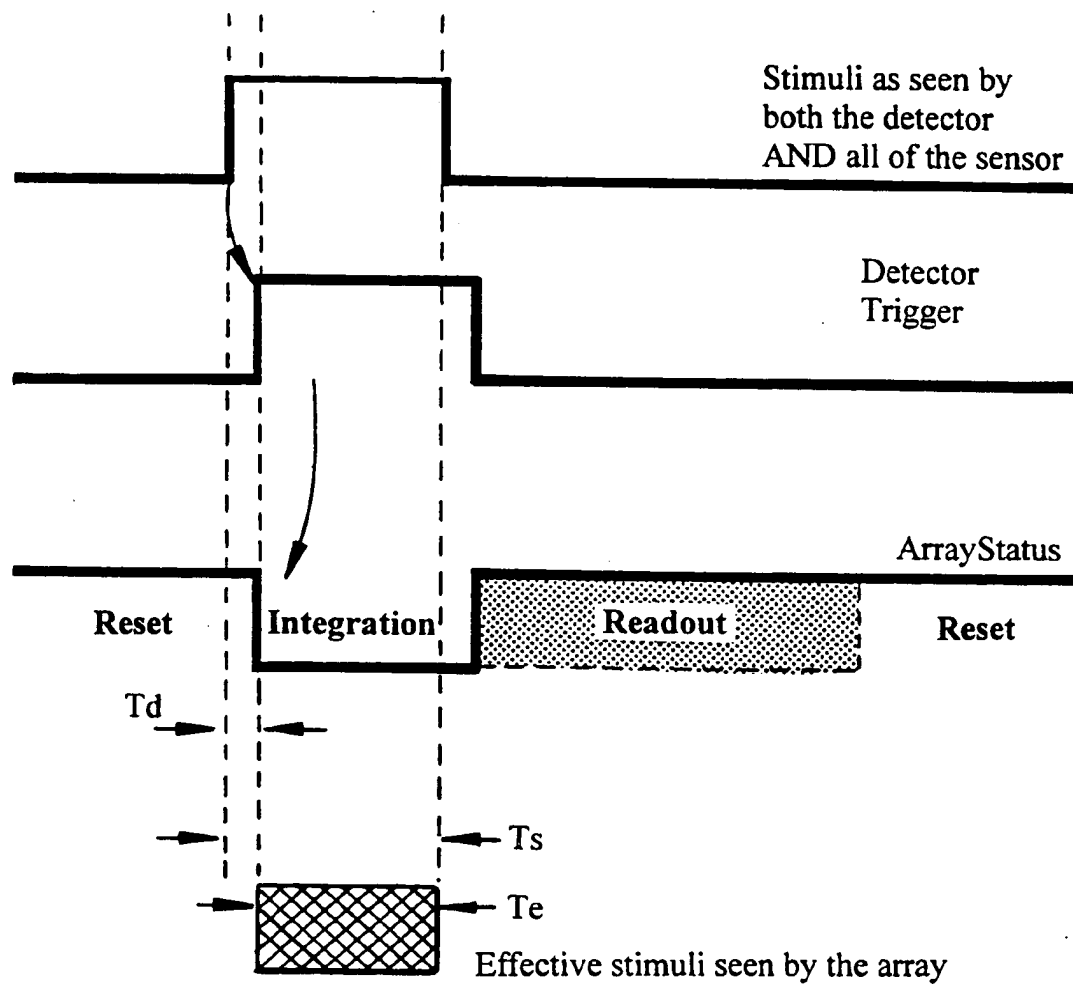 Stimuli as seen by
both the detector
AND all of the sensor
Detector
Trigger
ArrayStatus
Reset
Integration
Readout
Reset
Td
Ts
Te
Effective stimuli seen by the array